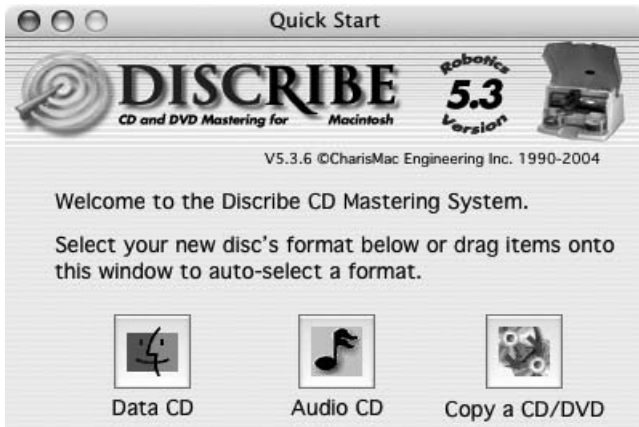 Quick Start
DISCRIBE
CD and DVD Mastering for Macintosh
Robotics
5.3
Version
V5.3.6 ©CharisMac Engineering Inc. 1990-2004
Welcome to the Discribe CD Mastering System.
Select your new disc's format below or drag items onto
this window to auto-select a format.
Data CD
Audio CD
Copy a CD/DVD